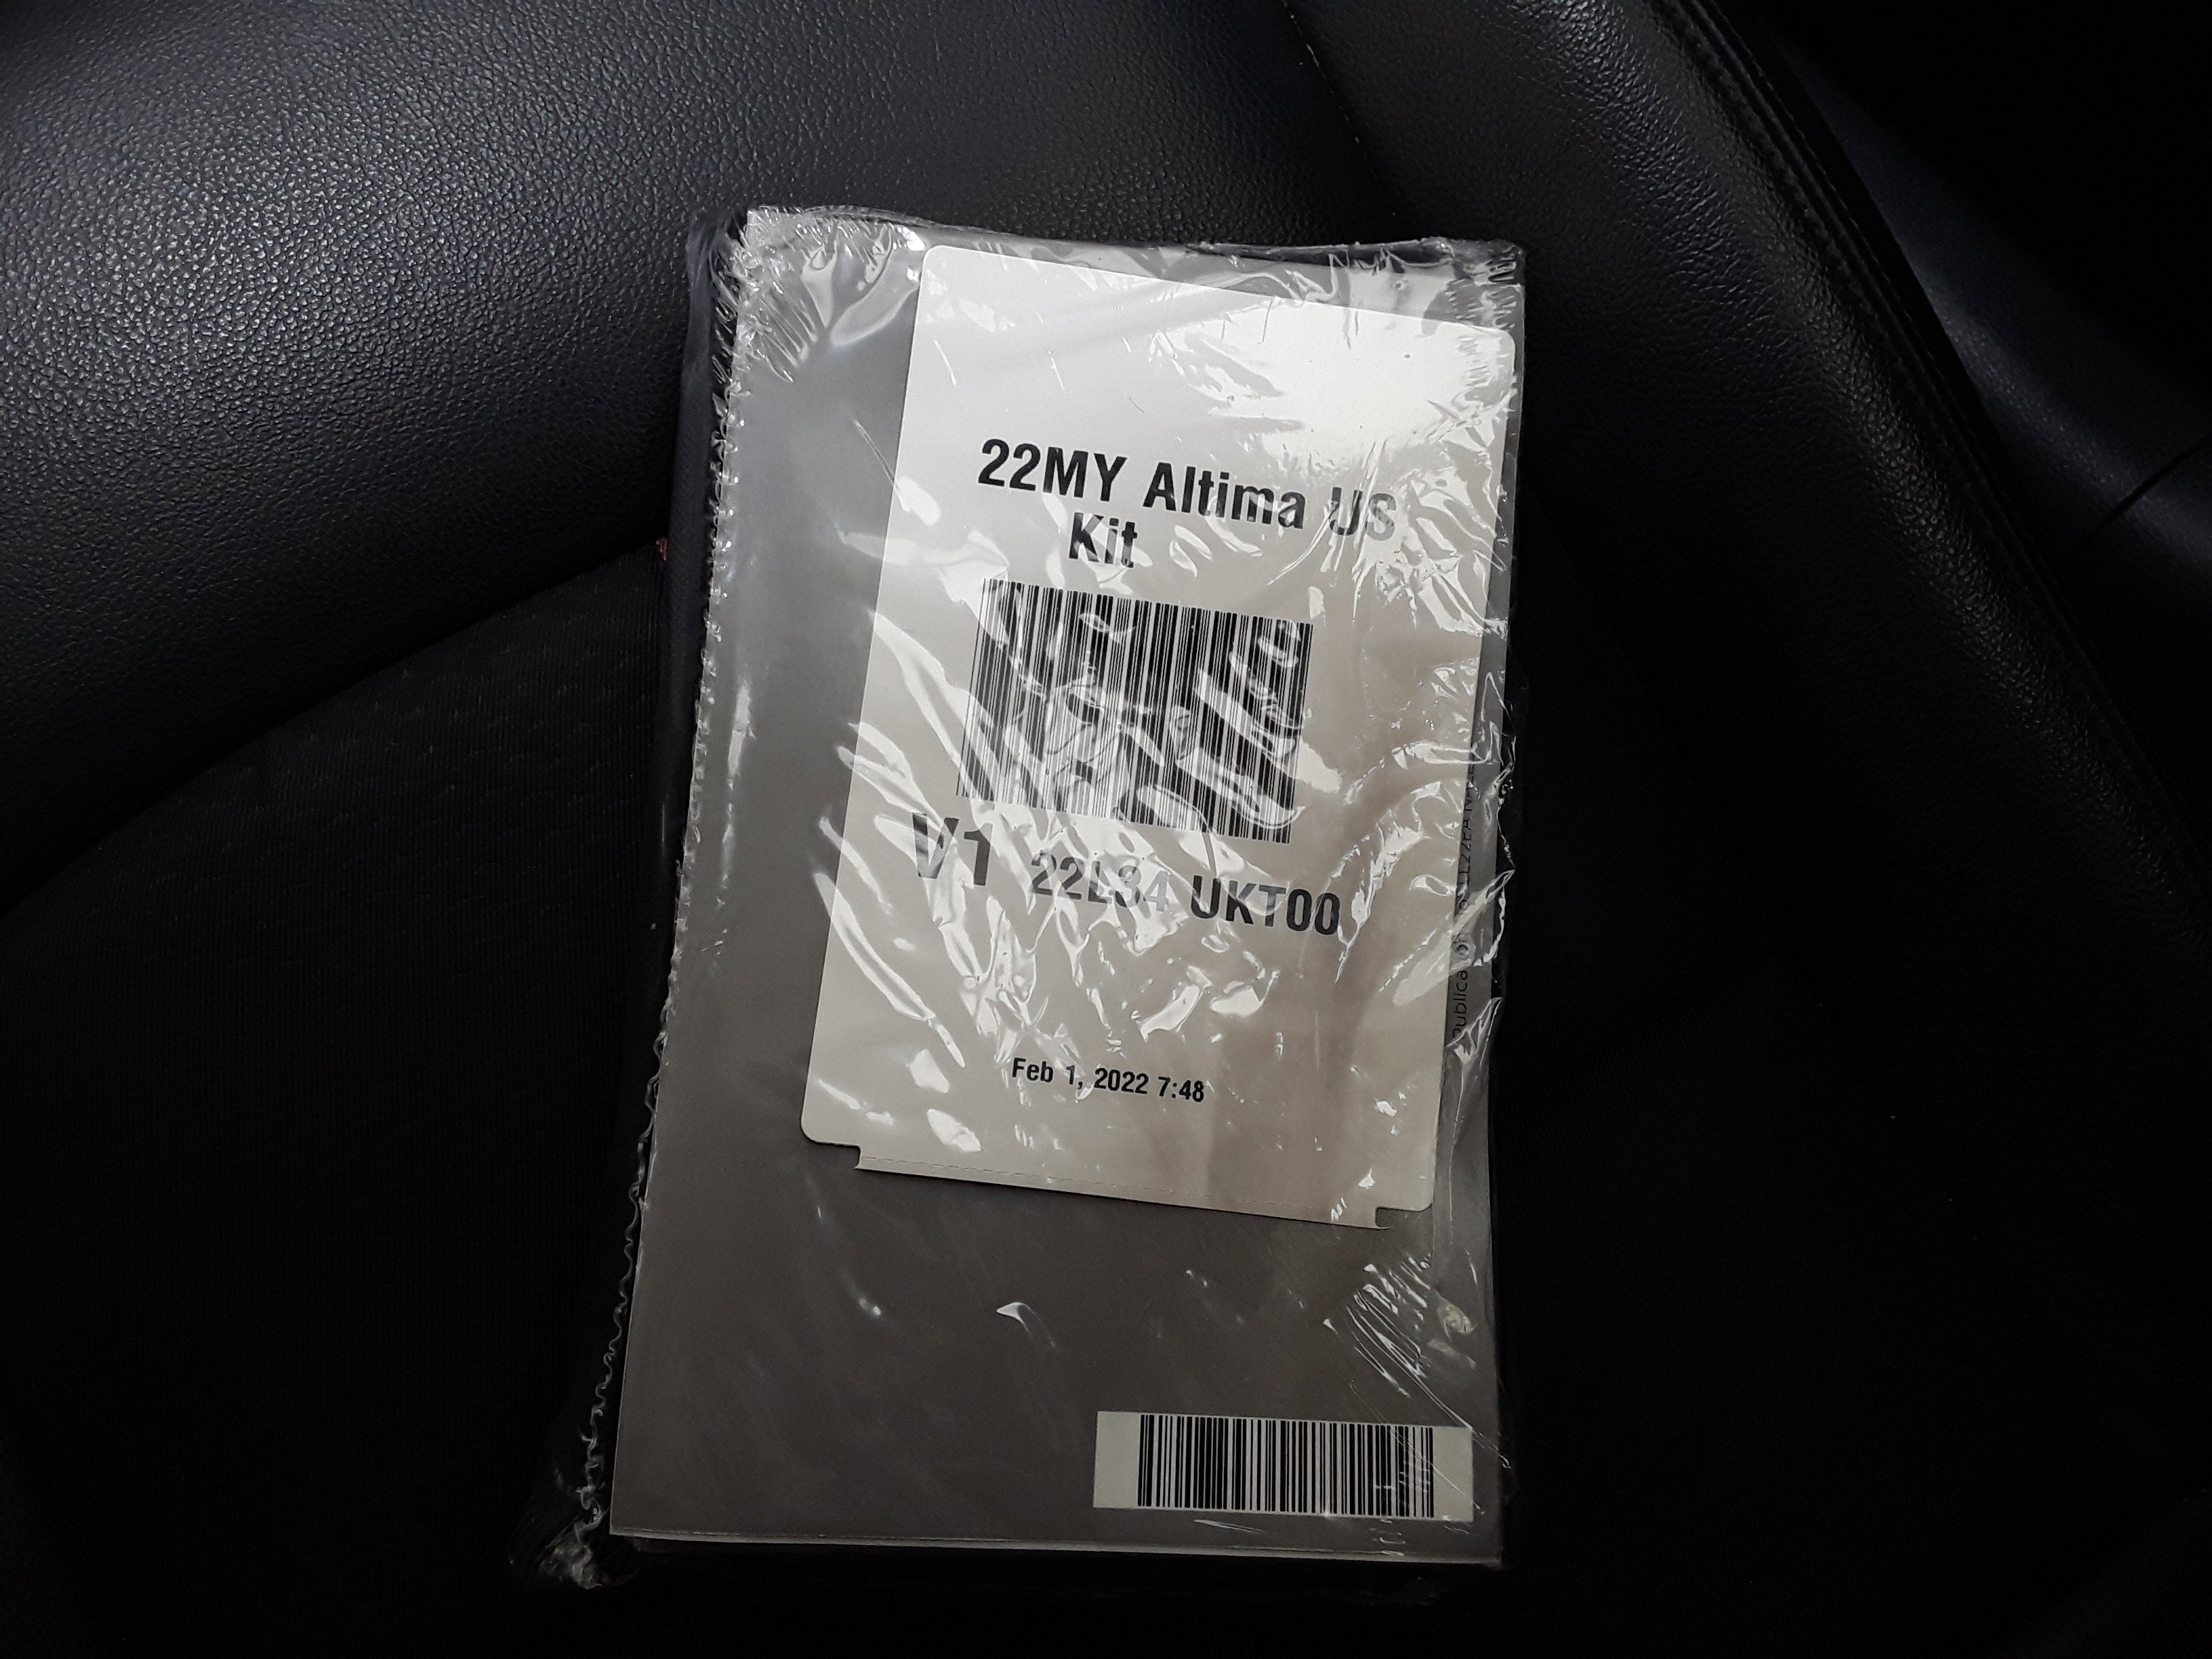 22MY Altima US
Kit
V1 22L34 UKT00
Feb 1, 2022 7:48